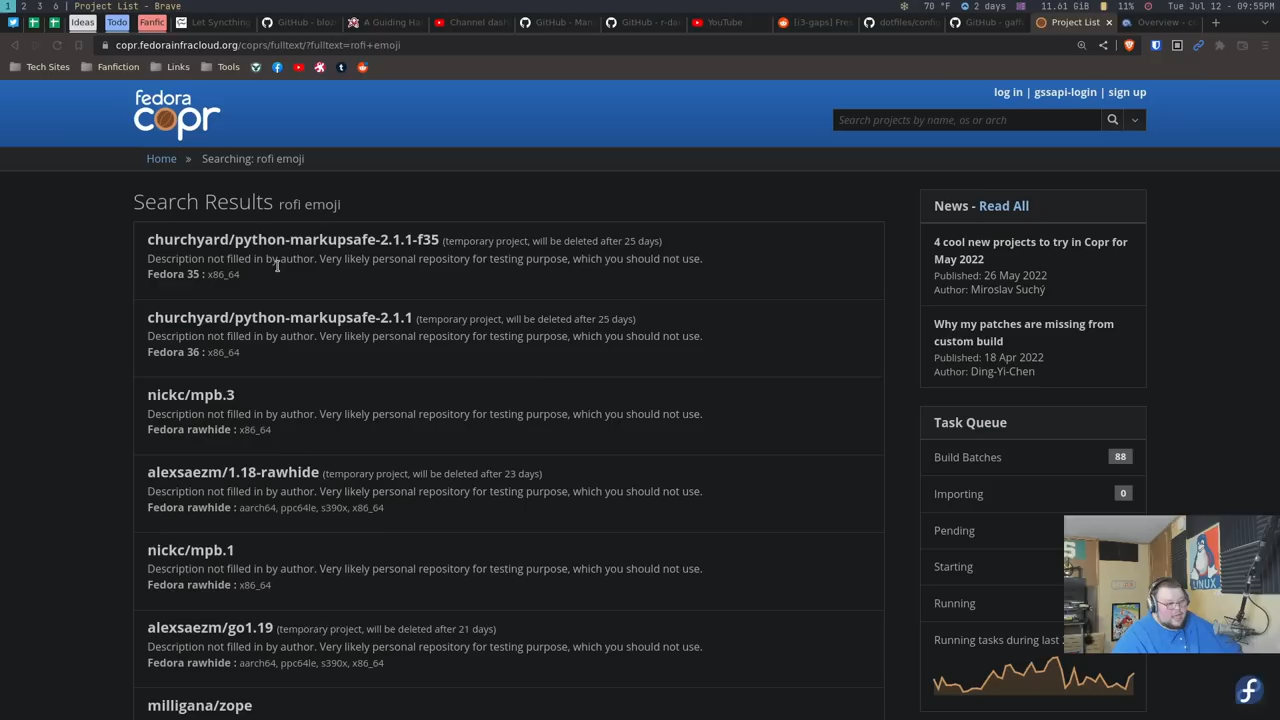 1 2 3 6 | Project List - Brave
70 °F
2 days
11.61 GiB
11%
Tue Jul 12 - 09:55PM
Ideas
Todo
Fanfic
Let Syncthing
GitHub - bloz
A Guiding Ha
Channel dash
GitHub - Man
GitHub - r-da
YouTube
[i3-gaps] Fres
dotfiles/config
GitHub - gaff
Project List
Overview - c
copr.fedorainfracloud.org/coprs/fulltext/?fulltext=rofi+emoji
Tech Sites
Fanphiction
Links
Tools
fedora
copr
log in | gssapi-login | sign up
Search projects by name, os or arch
Home » Searching: rofi emoji
Search Results rofi emoji
churchyard/python-markupsafe-2.1.1-f35 (temporary project, will be deleted after 25 days)
Description not filled in by author. Very likely personal repository for testing purpose, which you should not use.
Fedora 35 : x86_64
churchyard/python-markupsafe-2.1.1 (temporary project, will be deleted after 25 days)
Description not filled in by author. Very likely personal repository for testing purpose, which you should not use.
Fedora 36 : x86_64
nickc/mpb.3
Description not filled in by author. Very likely personal repository for testing purpose, which you should not use.
Fedora rawhide : x86_64
alexsaezm/1.18-rawhide (temporary project, will be deleted after 23 days)
Description not filled in by author. Very likely personal repository for testing purpose, which you should not use.
Fedora rawhide : aarch64, ppc64le, s390x, x86_64
nickc/mpb.1
Description not filled in by author. Very likely personal repository for testing purpose, which you should not use.
Fedora rawhide : x86_64
alexsaezm/go1.19 (temporary project, will be deleted after 21 days)
Description not filled in by author. Very likely personal repository for testing purpose, which you should not use.
Fedora rawhide : aarch64, ppc64le, s390x, x86_64
milligana/zope
News - Read All
4 cool new projects to try in Copr for
May 2022
Published: 26 May 2022
Author: Miroslav Suchý
Why my patches are missing from
custom build
Published: 18 Apr 2022
Author: Ding-Yi-Chen
Task Queue
Build Batches 88
Importing 0
Pending
Starting
Running
Running tasks during last
LINUX